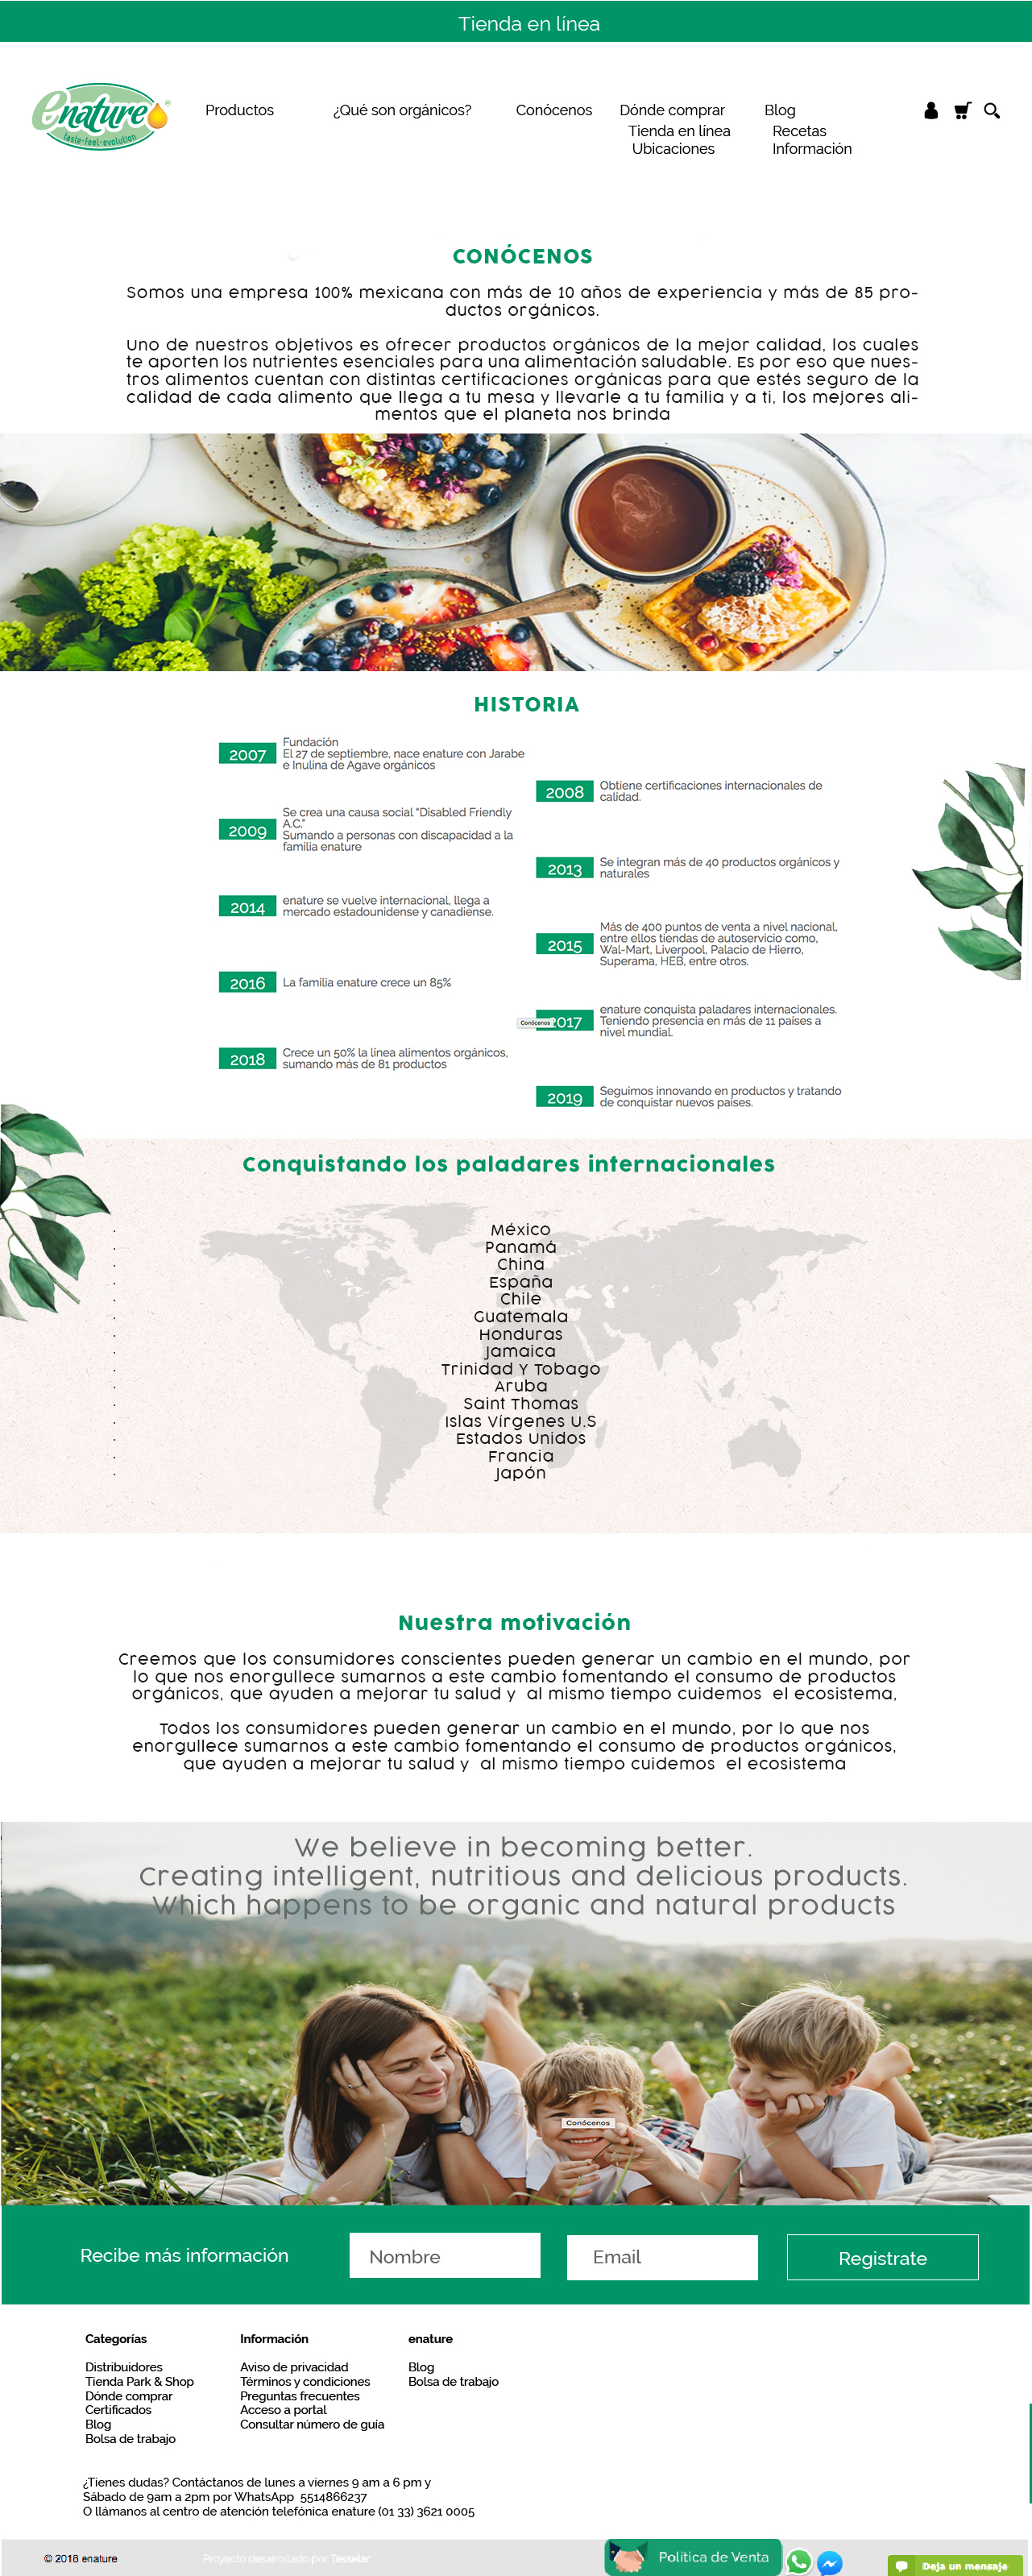 Tienda en línea
enature
taste-feel-evolution
Productos
¿Qué son orgánicos?
Conócenos
Dónde comprar
Tienda en línea
Ubicaciones
Blog
Recetas
Información
CONÓCENOS
Somos una empresa 100% mexicana con más de 10 años de experiencia y más de 85 pro-
ductos orgánicos.
Uno de nuestros objetivos es ofrecer productos orgánicos de la mejor calidad, los cuales
te aporten los nutrientes esenciales para una alimentación saludable. Es por eso que nues-
tros alimentos cuentan con distintas certificaciones orgánicas para que estés seguro de la
calidad de cada alimento que llega a tu mesa y llevarle a tu familia y a ti, los mejores ali-
mentos que el planeta nos brinda
HISTORIA
2007
Fundación
El 27 de septiembre, nace enature con Jarabe
e Inulina de Agave orgánicos
2008
Obtiene certificaciones internacionales de
calidad.
2009
Se crea una causa social "Disabled Friendly
A.C."
Sumando a personas con discapacidad a la
familia enature
2013
Se integran más de 40 productos orgánicos y
naturales
2014
enature se vuelve internacional, llega a
mercado estadounidense y canadiense.
2015
Más de 400 puntos de venta a nivel nacional,
entre ellos tiendas de autoservicio como,
Wal-Mart, Liverpool, Palacio de Hierro,
Superama, HEB, entre otros.
2016
La familia enature crece un 85%
Conócenos
2017
enature conquista paladares internacionales.
Teniendo presencia en más de 11 países a
nivel mundial.
2018
Crece un 50% la línea alimentos orgánicos,
sumando más de 81 productos
2019
Seguimos innovando en productos y tratando
de conquistar nuevos países.
Conquistando los paladares internacionales
· México
· Panamá
· China
· España
· Chile
· Guatemala
· Honduras
· Jamaica
· Trinidad Y Tobago
· Aruba
· Saint Thomas
· Islas Vírgenes U.S
· Estados Unidos
· Francia
· Japón
Nuestra motivación
Creemos que los consumidores conscientes pueden generar un cambio en el mundo, por
lo que nos enorgullece sumarnos a este cambio fomentando el consumo de productos
orgánicos, que ayuden a mejorar tu salud y al mismo tiempo cuidemos el ecosistema,
Todos los consumidores pueden generar un cambio en el mundo, por lo que nos
enorgullece sumarnos a este cambio fomentando el consumo de productos orgánicos,
que ayuden a mejorar tu salud y al mismo tiempo cuidemos el ecosistema
We believe in becoming better.
Creating intelligent, nutritious and delicious products.
Which happens to be organic and natural products
Conócenos
Recibe más información
Nombre
Email
Registrate
Categorías
Distribuidores
Tienda Park & Shop
Dónde comprar
Certificados
Blog
Bolsa de trabajo
Información
Aviso de privacidad
Términos y condiciones
Preguntas frecuentes
Acceso a portal
Consultar número de guía
enature
Blog
Bolsa de trabajo
¿Tienes dudas? Contáctanos de lunes a viernes 9 am a 6 pm y
Sábado de 9am a 2pm por WhatsApp 5514866237
O llámanos al centro de atención telefónica enature (01 33) 3621 0005
© 2018 enature
Proyecto desarrollado por Tesselar
Política de Venta
Deja un mensaje